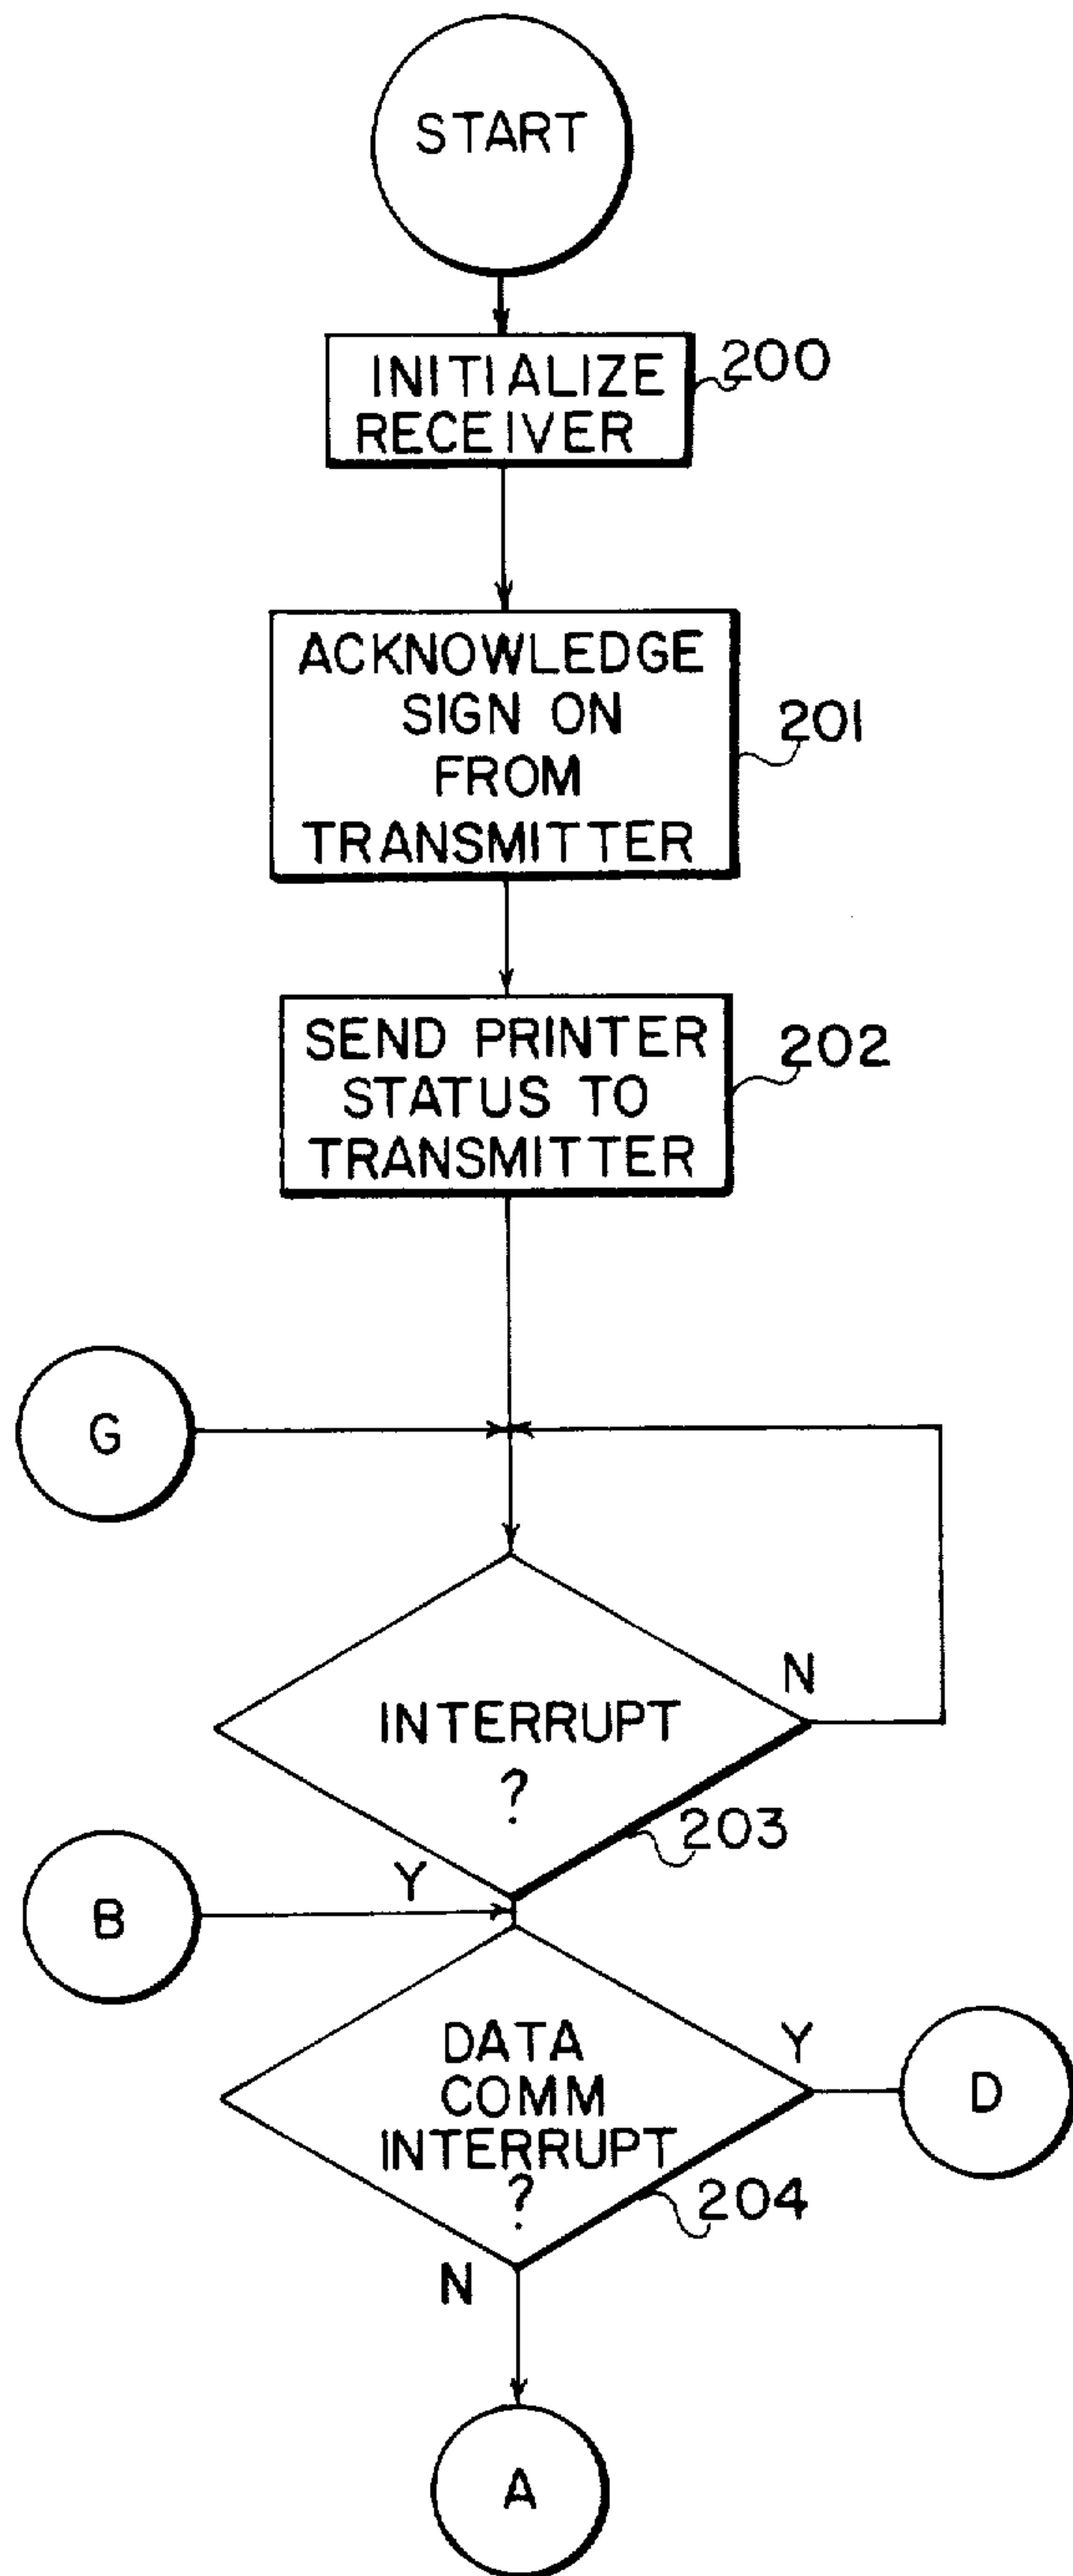 START
INITIALIZE
RECEIVER
200
ACKNOWLEDGE
SIGN ON
FROM
TRANSMITTER
201
SEND PRINTER
STATUS TO
TRANSMITTER
202
G
INTERRUPT
?
N
203
Y
B
DATA
COMM
INTERRUPT
?
Y
D
204
N
A